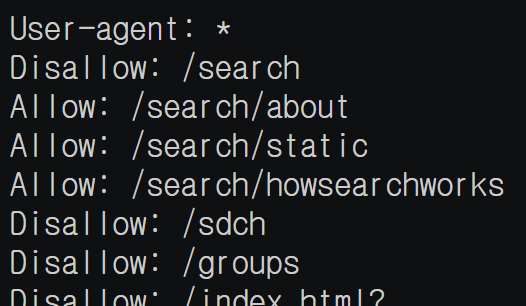 User-agent: *
Disallow: /search
Allow: /search/about
Allow: /search/static
Allow: /search/howsearchworks
Disallow: /sdch
Disallow: /groups
Disallow: /index.html?